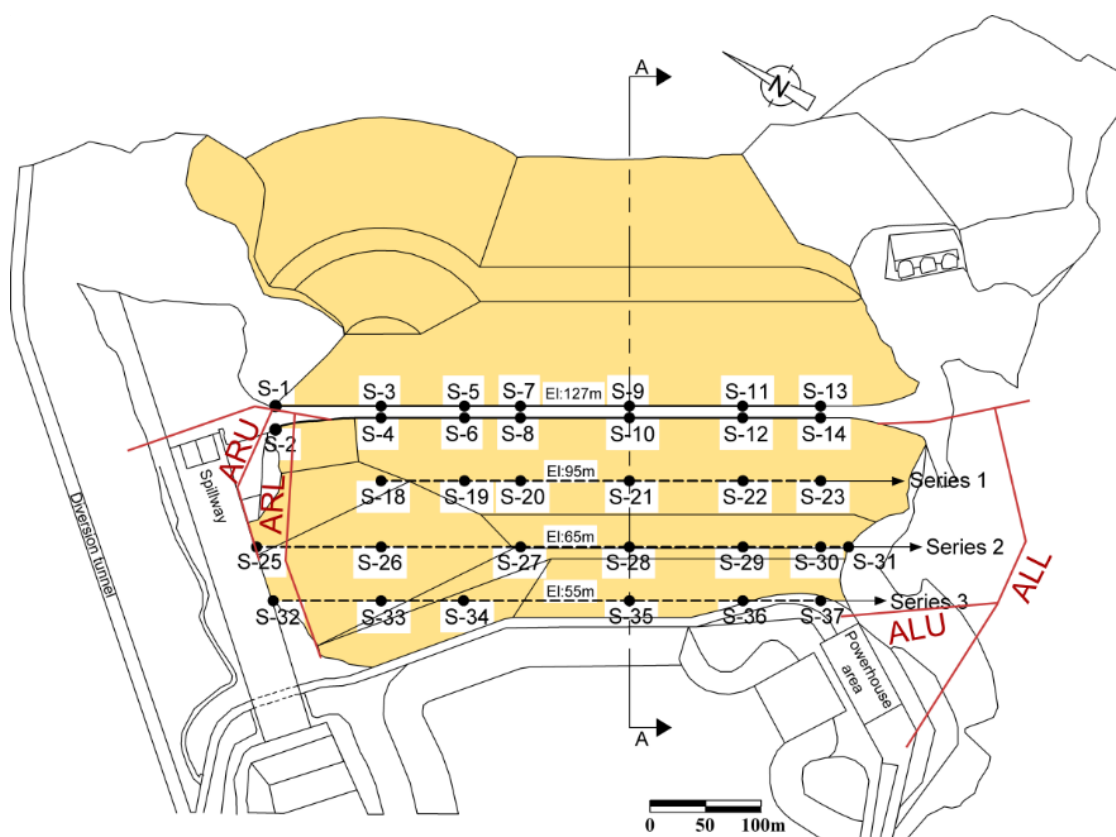 A
N
S-1
S-3
S-5
S-7
El:127m
S-9
S-11
S-13
S-2
S-4
S-6
S-8
S-10
S-12
S-14
ARU
ARL
Spillway
Diversion tunnel
El:95m
S-18
S-19
S-20
S-21
S-22
S-23
Series 1
El:65m
S-25
S-26
S-27
S-28
S-29
S-30
S-31
Series 2
El:55m
S-32
S-33
S-34
S-35
S-36
S-37
Series 3
ALL
ALU
Powerhouse
area
A
0 50 100m